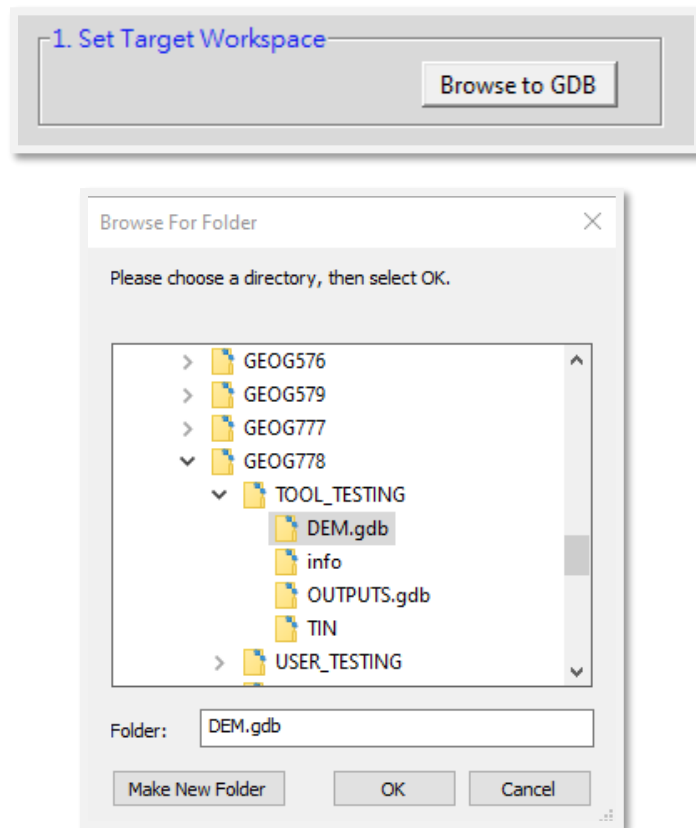 1. Set Target Workspace
Browse to GDB
Browse For Folder
Please choose a directory, then select OK.
GEOG576
GEOG579
GEOG777
GEOG778
TOOL_TESTING
DEM.gdb
info
OUTPUTS.gdb
TIN
USER_TESTING
Folder: DEM.gdb
Make New Folder OK Cancel